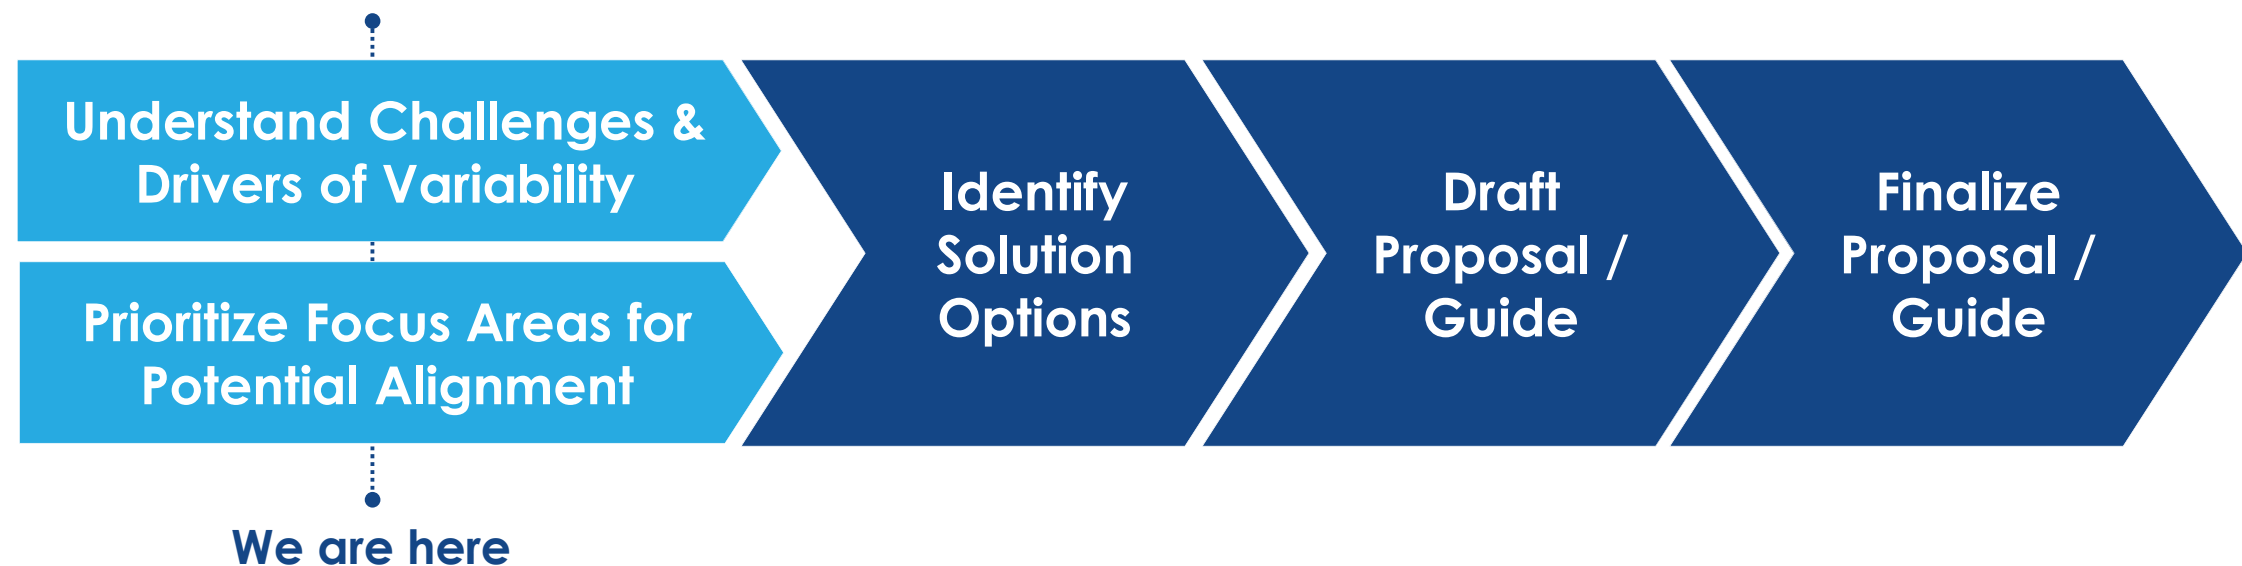 Understand Challenges &
Drivers of Variability
Prioritize Focus Areas for
Potential Alignment
Identify
Solution
Options
Draft
Proposal /
Guide
Finalize
Proposal /
Guide
We are here